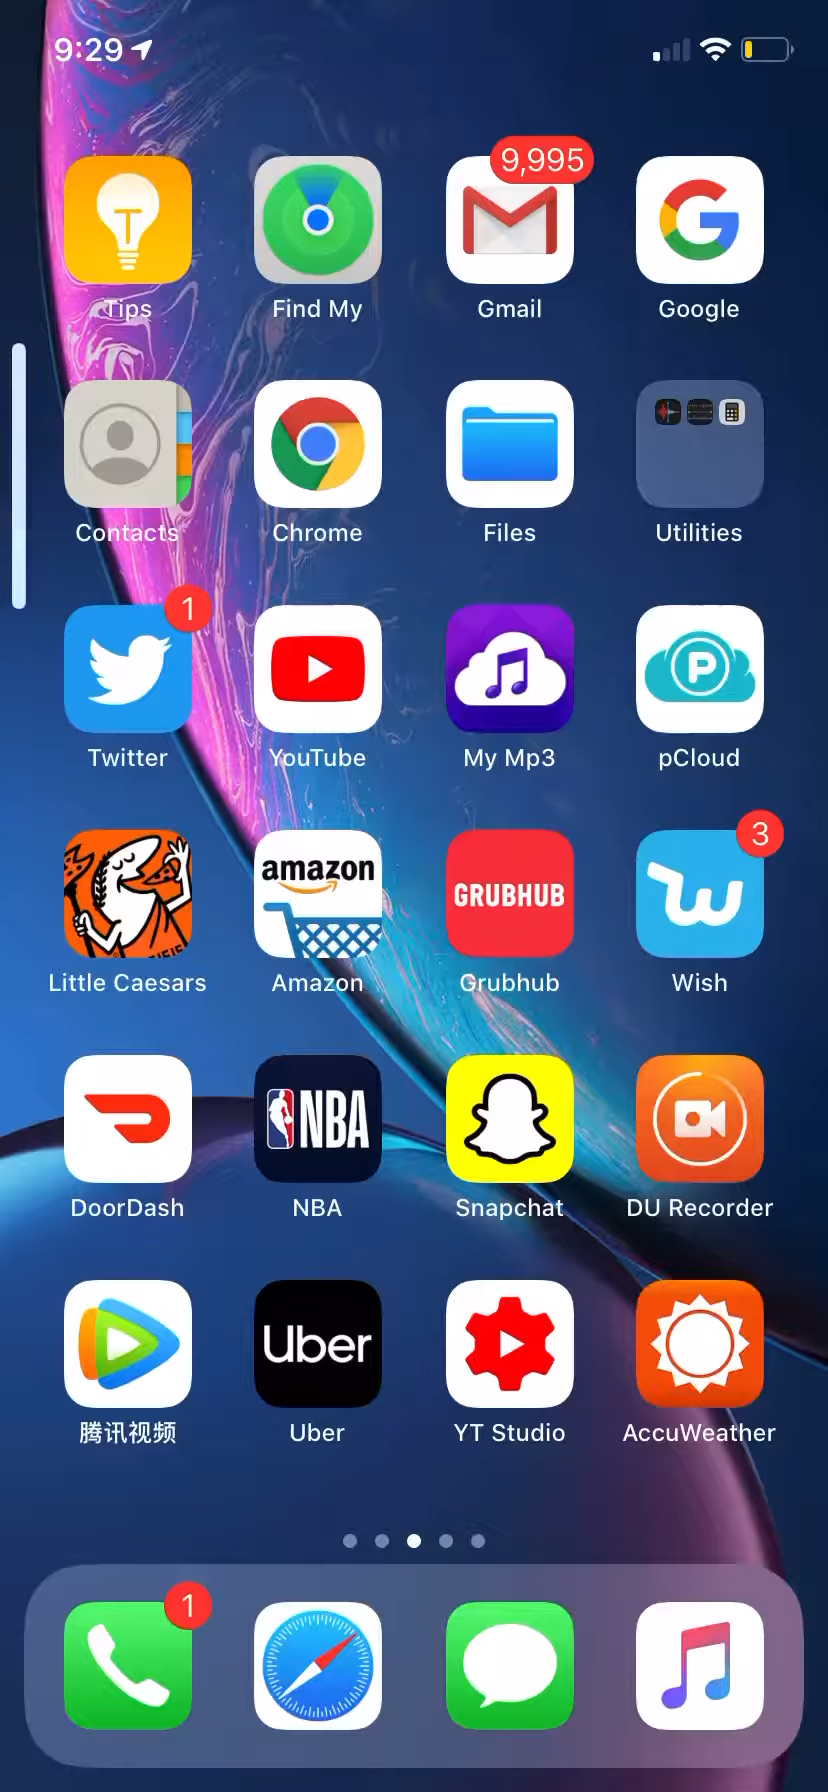 9:29
9,995
Tips
Find My
Gmail
Google
Contacts
Chrome
Files
Utilities
1
Twitter
YouTube
My Mp3
P
pCloud
amazon
GRUBHUB
3
Little Caesars
Amazon
Grubhub
Wish
NBA
DoorDash
NBA
Snapchat
DU Recorder
Uber
腾讯视频
Uber
YT Studio
AccuWeather
1